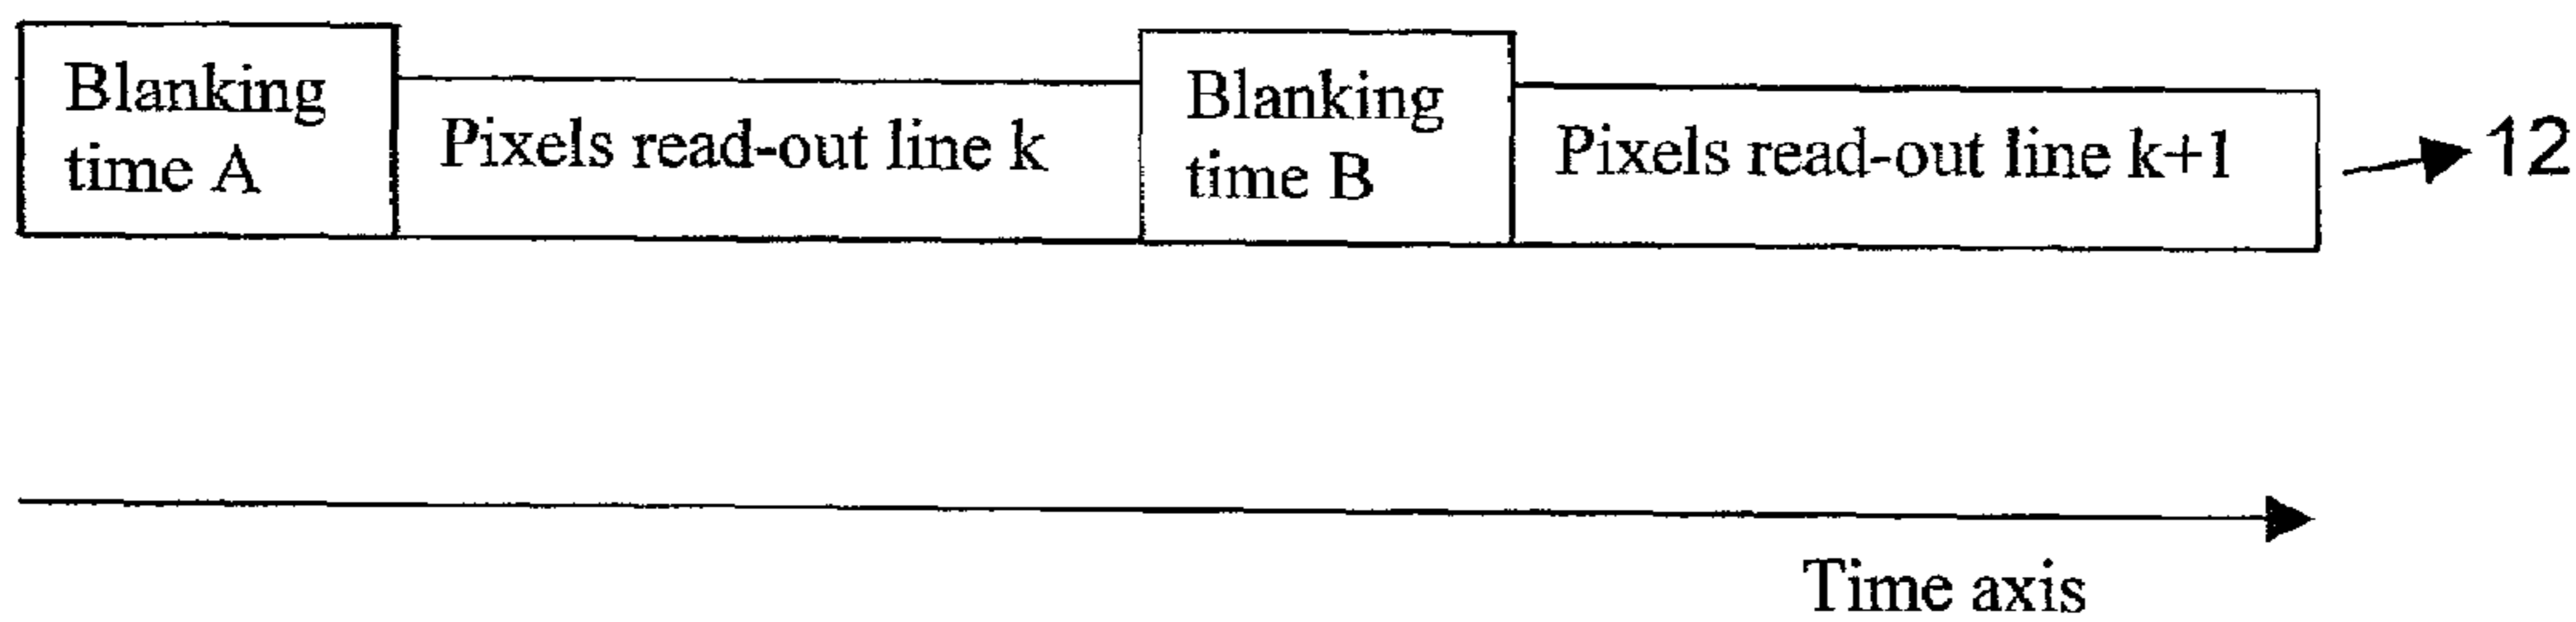 Blanking
time A
Pixels read-out line k
Blanking
time B
Pixels read-out line k+1
12
Time axis